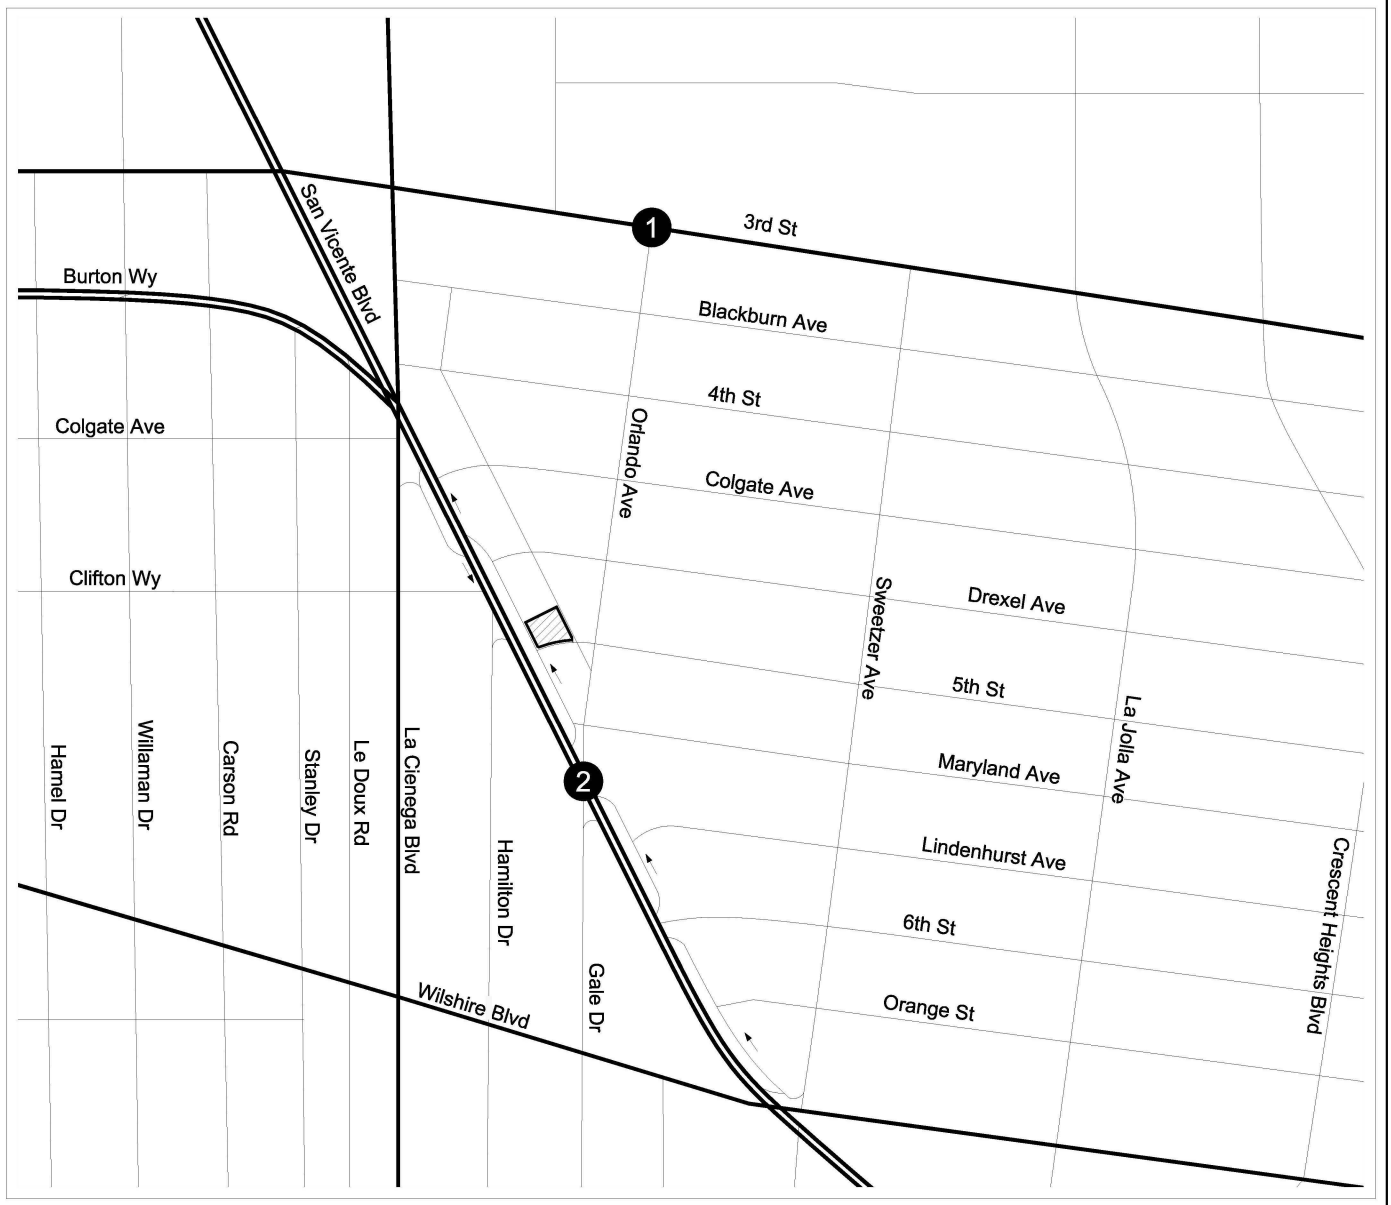 1
3rd St
San Vicente Blvd
Burton Wy
Blackburn Ave
4th St
Orlando Ave
Colgate Ave
Colgate Ave
Clifton Wy
Sweetzer Ave
Drexel Ave
5th St
La Jolla Ave
Hamel Dr
Willaman Dr
Carson Rd
Stanley Dr
Le Doux Rd
La Cienega Blvd
2
Maryland Ave
Hamilton Dr
Lindenhurst Ave
Crescent Heights Blvd
6th St
Gale Dr
Wilshire Blvd
Orange St